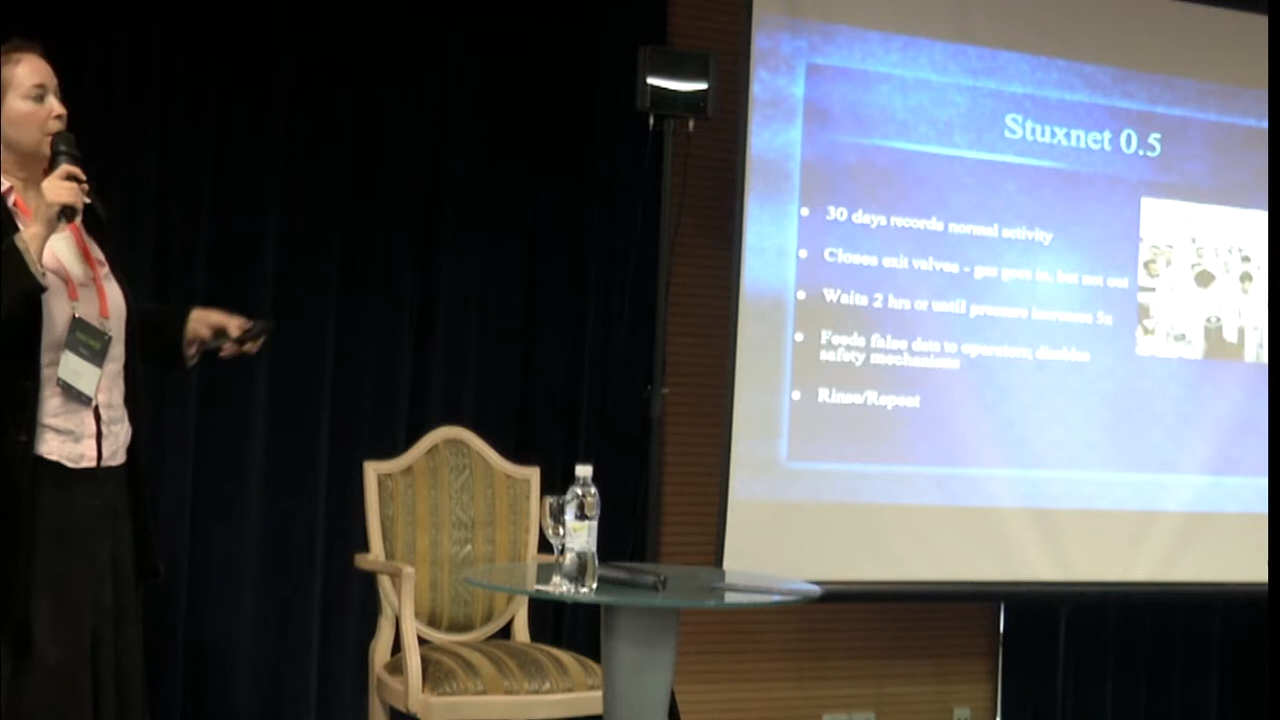 Stuxnet 0.5
30 days records normal activity
Closes exit valves - gas goes in, but not out
Waits 2 hrs or until pressure increases 5x
Feeds false data to operators; disables
safety mechanisms
Rinse/Repeat